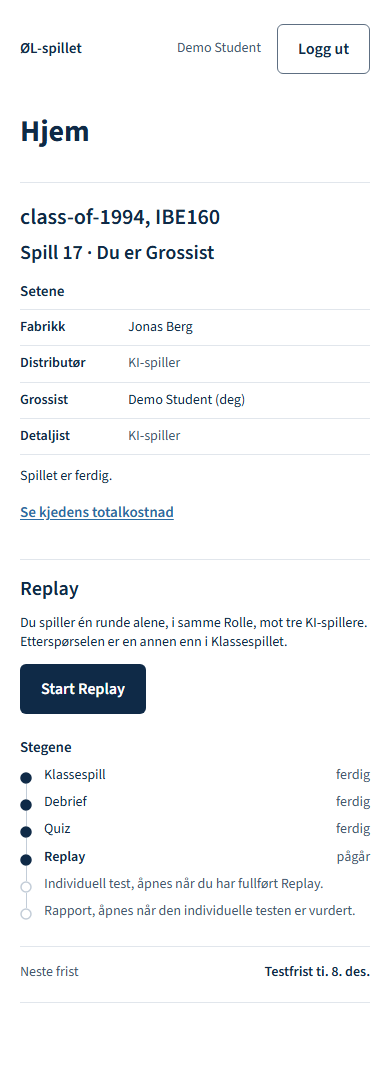 ØL-spillet Demo Student Logg ut
Hjem
class-of-1994, IBE160
Spill 17 · Du er Grossist
Setene
Fabrikk Jonas Berg
Distributør KI-spiller
Grossist Demo Student (deg)
Detaljist KI-spiller
Spillet er ferdig.
Se kjedens totalkostnad
Replay
Du spiller én runde alene, i samme Rolle, mot tre KI-spillere.
Etterspørselen er en annen enn i Klassespillet.
Start Replay
Stegene
Klassespill ferdig
Debrief ferdig
Quiz ferdig
Replay pågår
Individuell test, åpnes når du har fullført Replay.
Rapport, åpnes når den individuelle testen er vurdert.
Neste frist Testfrist ti. 8. des.